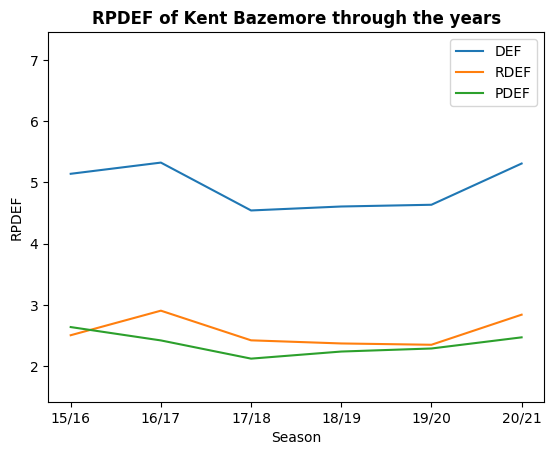 RPDEF of Kent Bazemore through the years
DEF
RDEF
PDEF
RPDEF
7
6
5
4
3
2
15/16 16/17 17/18 18/19 19/20 20/21
Season